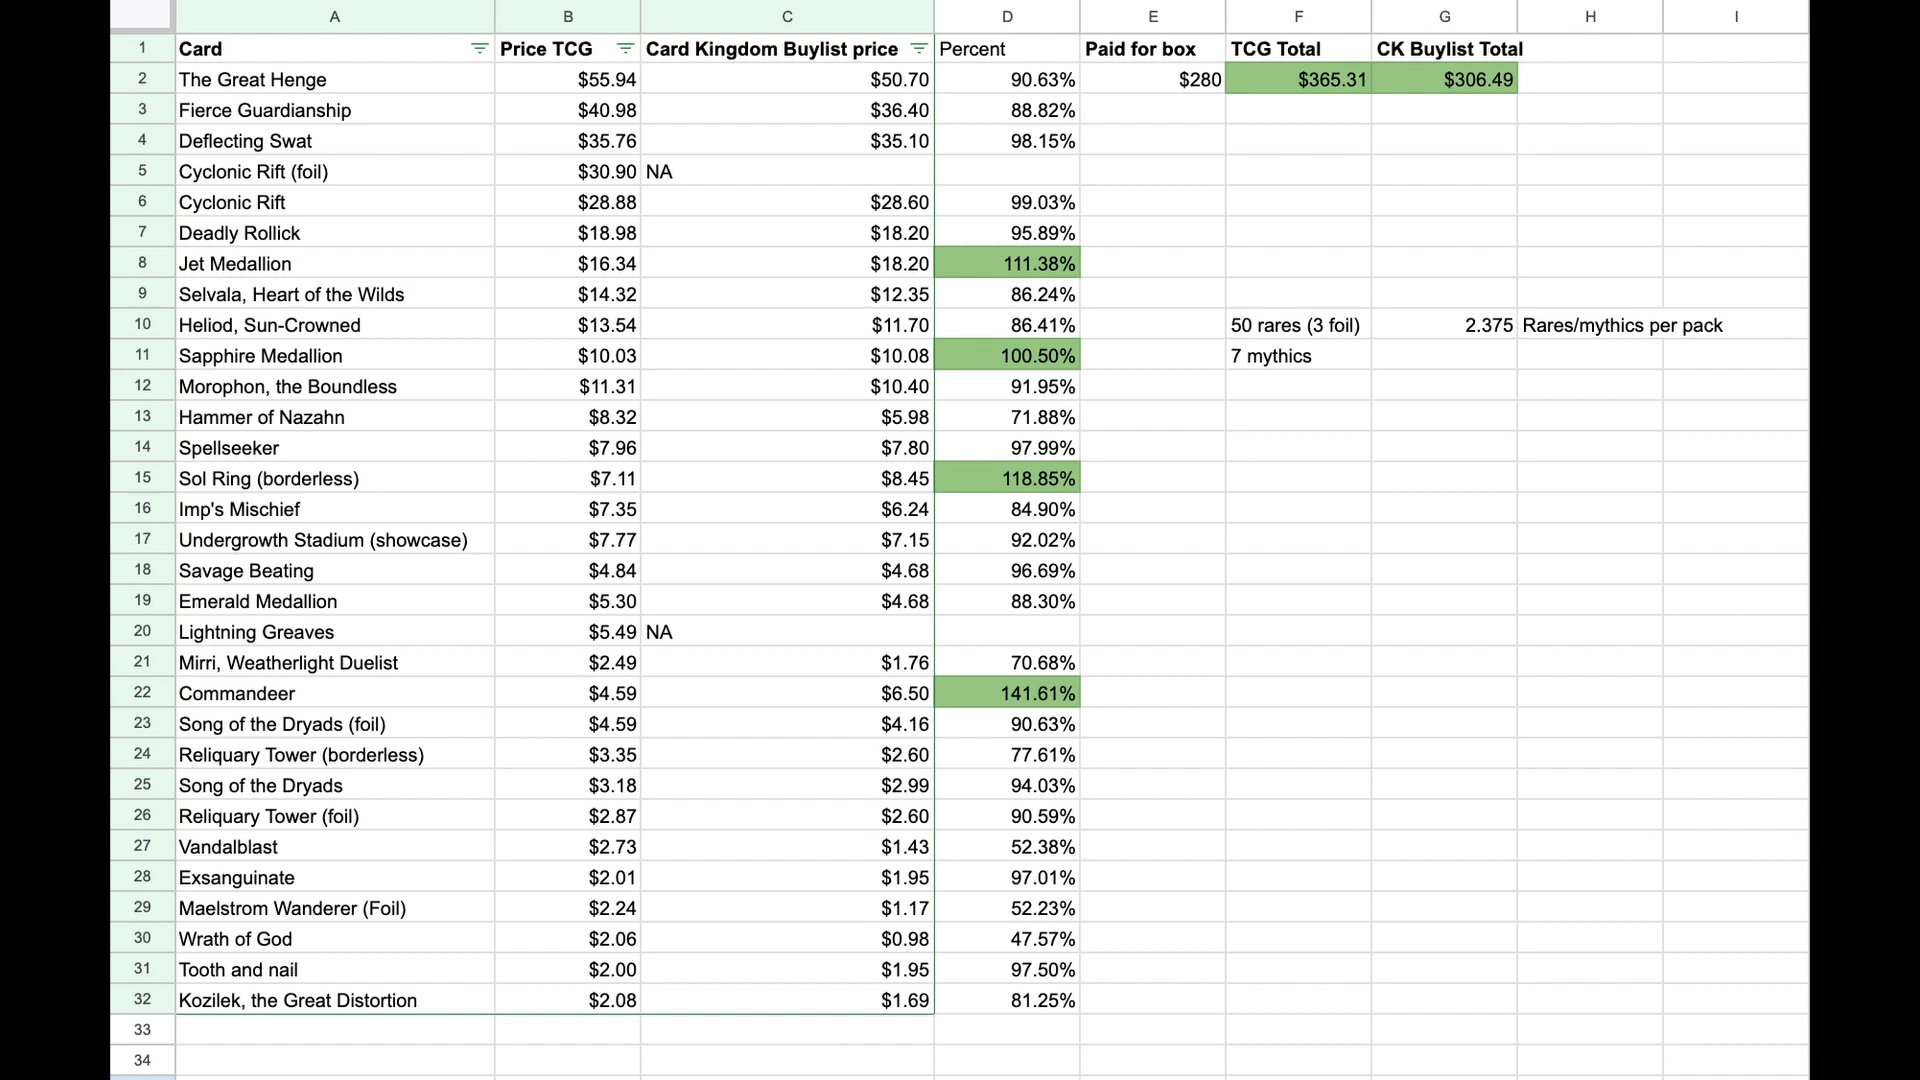 A B C D E F G H I
1 Card Price TCG Card Kingdom Buylist price Percent Paid for box TCG Total CK Buylist Total
2 The Great Henge $55.94 $50.70 90.63% $280 $365.31 $306.49
3 Fierce Guardianship $40.98 $36.40 88.82%
4 Deflecting Swat $35.76 $35.10 98.15%
5 Cyclonic Rift (foil) $30.90 NA
6 Cyclonic Rift $28.88 $28.60 99.03%
7 Deadly Rollick $18.98 $18.20 95.89%
8 Jet Medallion $16.34 $18.20 111.38%
9 Selvala, Heart of the Wilds $14.32 $12.35 86.24%
10 Heliod, Sun-Crowned $13.54 $11.70 86.41% 50 rares (3 foil) 2.375 Rares/mythics per pack
11 Sapphire Medallion $10.03 $10.08 100.50% 7 mythics
12 Morophon, the Boundless $11.31 $10.40 91.95%
13 Hammer of Nazahn $8.32 $5.98 71.88%
14 Spellseeker $7.96 $7.80 97.99%
15 Sol Ring (borderless) $7.11 $8.45 118.85%
16 Imp's Mischief $7.35 $6.24 84.90%
17 Undergrowth Stadium (showcase) $7.77 $7.15 92.02%
18 Savage Beating $4.84 $4.68 96.69%
19 Emerald Medallion $5.30 $4.68 88.30%
20 Lightning Greaves $5.49 NA
21 Mirri, Weatherlight Duelist $2.49 $1.76 70.68%
22 Commandeer $4.59 $6.50 141.61%
23 Song of the Dryads (foil) $4.59 $4.16 90.63%
24 Reliquary Tower (borderless) $3.35 $2.60 77.61%
25 Song of the Dryads $3.18 $2.99 94.03%
26 Reliquary Tower (foil) $2.87 $2.60 90.59%
27 Vandalblast $2.73 $1.43 52.38%
28 Exsanguinate $2.01 $1.95 97.01%
29 Maelstrom Wanderer (Foil) $2.24 $1.17 52.23%
30 Wrath of God $2.06 $0.98 47.57%
31 Tooth and nail $2.00 $1.95 97.50%
32 Kozilek, the Great Distortion $2.08 $1.69 81.25%
33
34